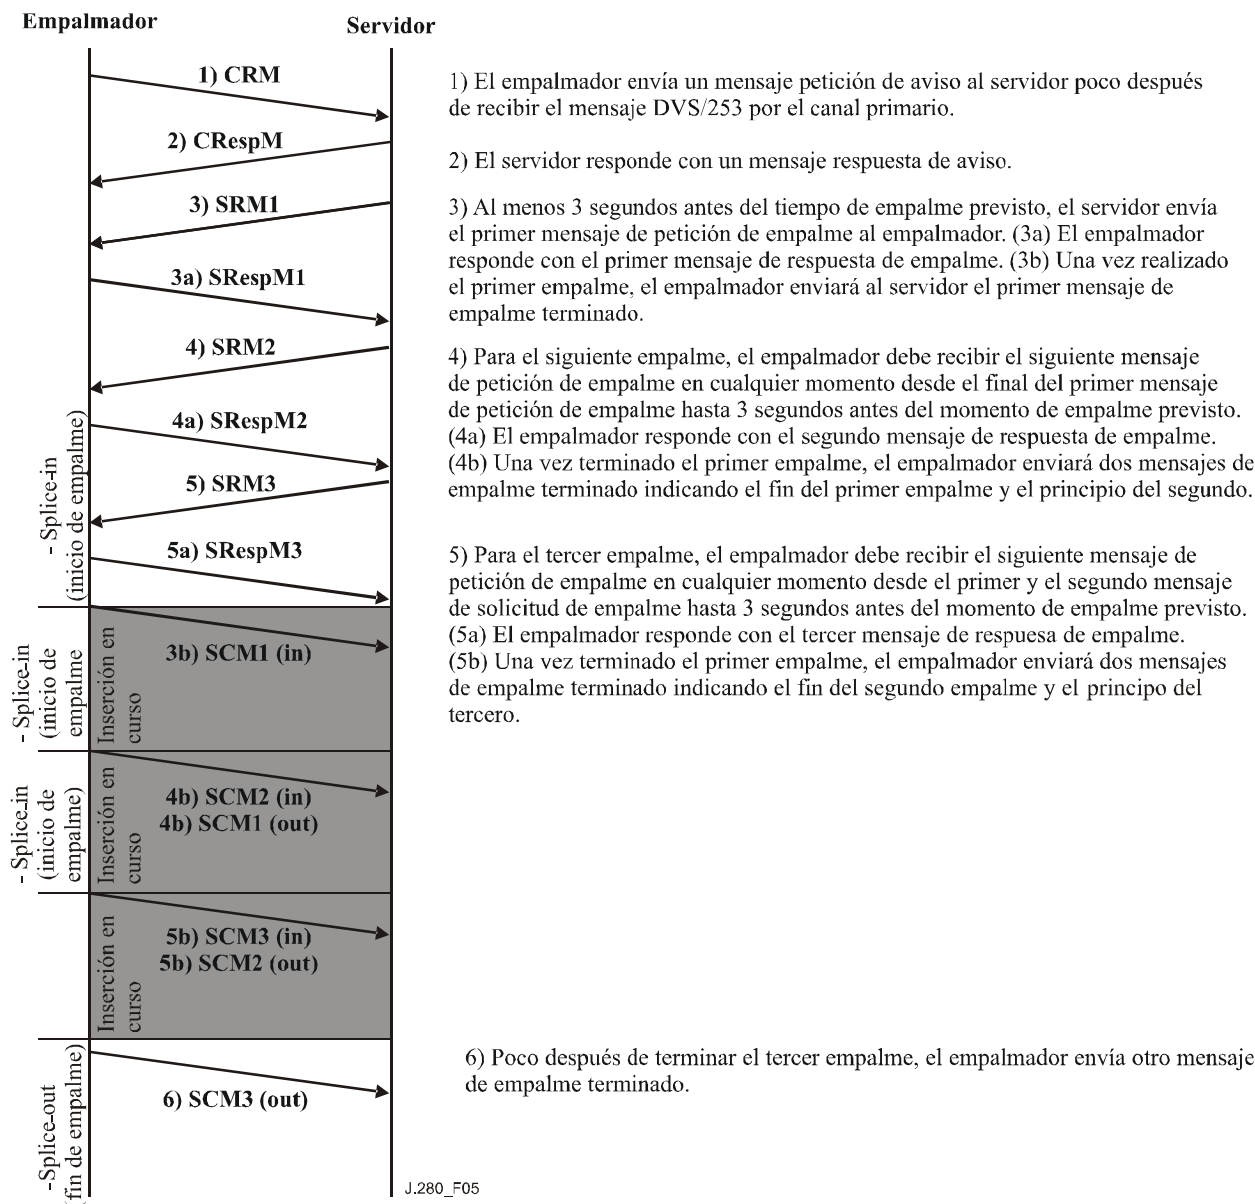 Empalmador
Servidor
1) CRM
2) CRespM
3) SRM1
3a) SRespM1
4) SRM2
4a) SRespM2
5) SRM3
5a) SRespM3
3b) SCM1 (in)
4b) SCM2 (in)
4b) SCM1 (out)
5b) SCM3 (in)
5b) SCM2 (out)
6) SCM3 (out)
- Splice-in
(inicio de empalme)
- Splice-in
(inicio de
empalme
Inserción en
curso
- Splice-in
(inicio de
empalme)
Inserción en
curso
Inserción en
curso
-Splice-out
(fin de empalme)
1) El empalmador envía un mensaje petición de aviso al servidor poco después
de recibir el mensaje DVS/253 por el canal primario.
2) El servidor responde con un mensaje respuesta de aviso.
3) Al menos 3 segundos antes del tiempo de empalme previsto, el servidor envía
el primer mensaje de petición de empalme al empalmador. (3a) El empalmador
responde con el primer mensaje de respuesta de empalme. (3b) Una vez realizado
el primer empalme, el empalmador enviará al servidor el primer mensaje de
empalme terminado.
4) Para el siguiente empalme, el empalmador debe recibir el siguiente mensaje
de petición de empalme en cualquier momento desde el final del primer mensaje
de petición de empalme hasta 3 segundos antes del momento de empalme previsto.
(4a) El empalmador responde con el segundo mensaje de respuesta de empalme.
(4b) Una vez terminado el primer empalme, el empalmador enviará dos mensajes de
empalme terminado indicando el fin del primer empalme y el principio del segundo.
5) Para el tercer empalme, el empalmador debe recibir el siguiente mensaje de
petición de empalme en cualquier momento desde el primer y el segundo mensaje
de solicitud de empalme hasta 3 segundos antes del momento de empalme previsto.
(5a) El empalmador responde con el tercer mensaje de respuesa de empalme.
(5b) Una vez terminado el primer empalme, el empalmador enviará dos mensajes
de empalme terminado indicando el fin del segundo empalme y el principo del
tercero.
6) Poco después de terminar el tercer empalme, el empalmador envía otro mensaje
de empalme terminado.
J.280_F05